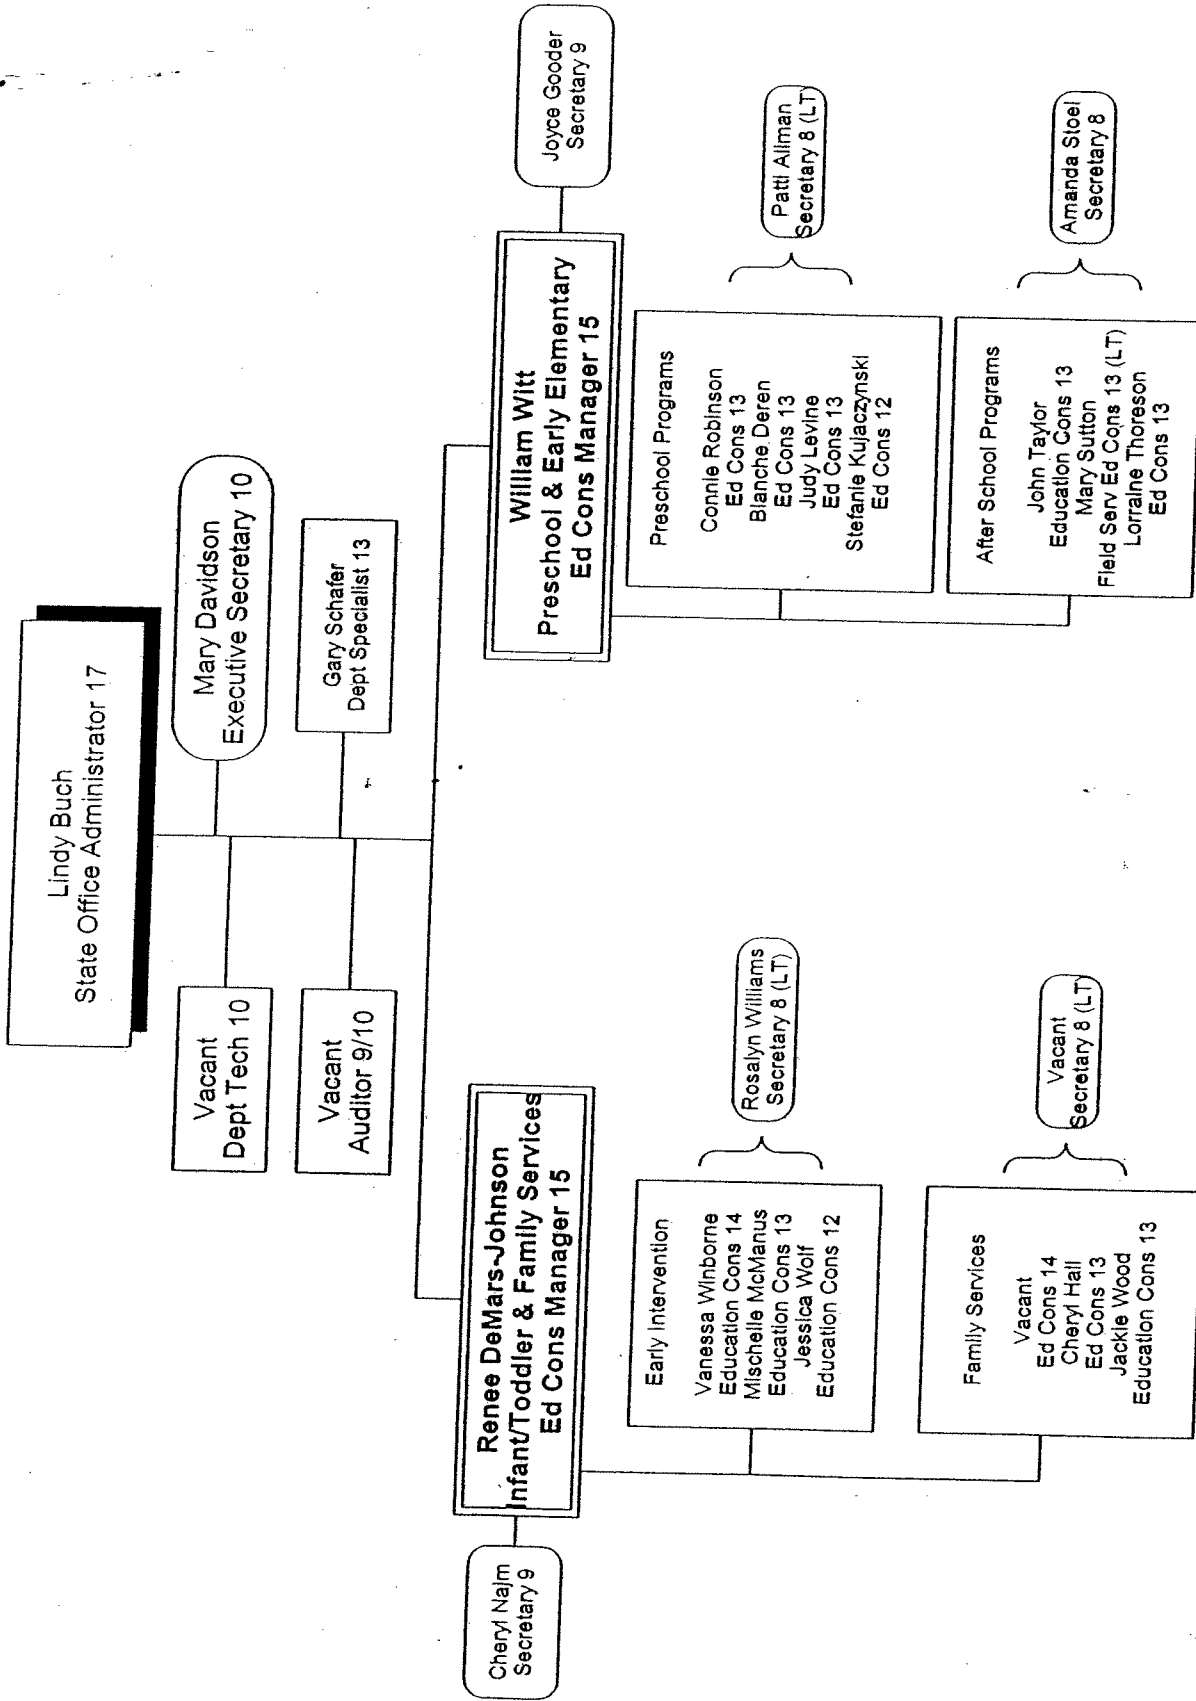 Lindy Buch
State Office Administrator 17
Vacant
Dept Tech 10
Mary Davidson
Executive Secretary 10
Vacant
Auditor 9/10
Gary Schafer
Dept Specialist 13
Cheryl Najm
Secretary 9
Renee DeMars-Johnson
Infant/Toddler & Family Services
Ed Cons Manager 15
William Witt
Preschool & Early Elementary
Ed Cons Manager 15
Joyce Gooder
Secretary 9
Early Intervention
Vanessa Winborne
Education Cons 14
Mischelle McManus
Education Cons 13
Jessica Wolf
Education Cons 12
Rosalyn Williams
Secretary 8 (LT)
Preschool Programs
Connie Robinson
Ed Cons 13
Blanche Deren
Ed Cons 13
Judy Levine
Ed Cons 13
Stefanie Kujaczynski
Ed Cons 12
Patti Allman
Secretary 8 (LT)
Family Services
Vacant
Ed Cons 14
Cheryl Hall
Ed Cons 13
Jackie Wood
Education Cons 13
Vacant
Secretary 8 (LT)
After School Programs
John Taylor
Education Cons 13
Mary Sutton
Field Serv Ed Cons 13 (LT)
Lorraine Thoreson
Ed Cons 13
Amanda Stoel
Secretary 8